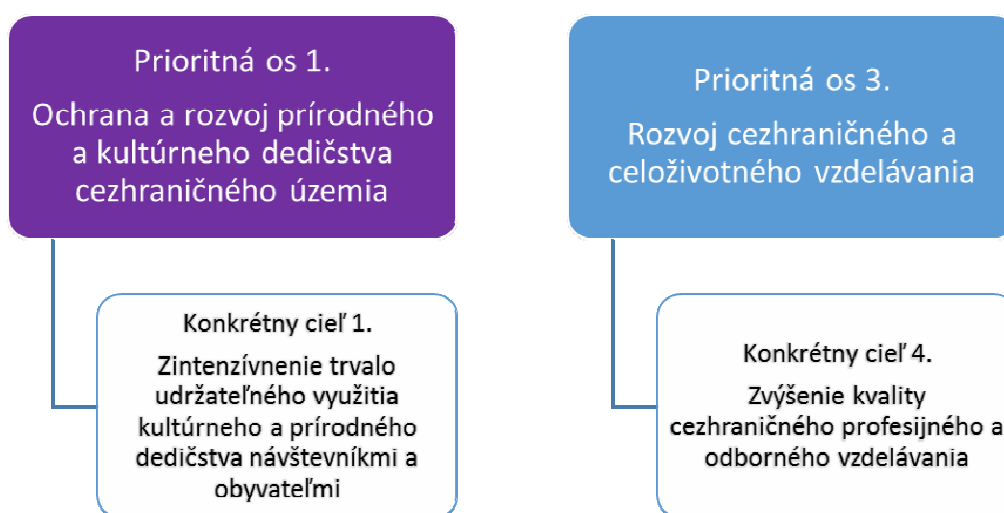 Prioritná os 1.
Ochrana a rozvoj prírodného
a kultúrneho dedičstva
cezhraničného územia
Konkrétny cieľ 1.
Zintenzívnenie trvalo
udržateľného využitia
kultúrneho a prírodného
dedičstva návštevníkmi a
obyvateľmi
Prioritná os 3.
Rozvoj cezhraničného a
celoživotného vzdelávania
Konkrétny cieľ 4.
Zvýšenie kvality
cezhraničného profesijného a
odborného vzdelávania